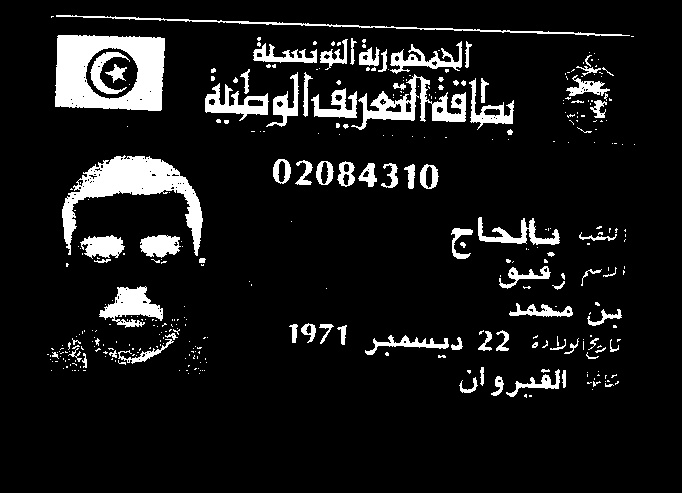 الجمهورية التونسية
بطاقة التعريف الوطنية
02084310
اللقب بالحاج
الاسم رفيق
بن محمد
تاريخ الولادة 22 ديسمبر 1971
مكانها القيروان